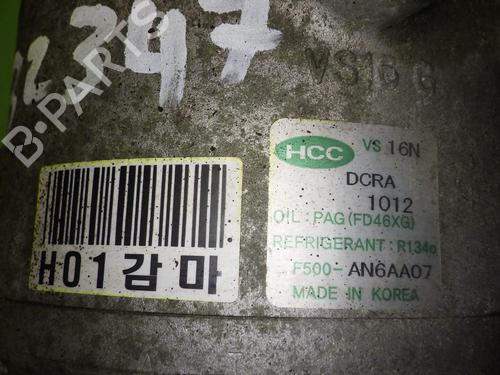 2347
VS16 G
B-PARTS
HCC VS 16N
DCRA
1012
OIL : PAG(FD46XG)
REFRIGERANT : R134a
F500- AN6AA07
MADE IN KOREA
H01감마